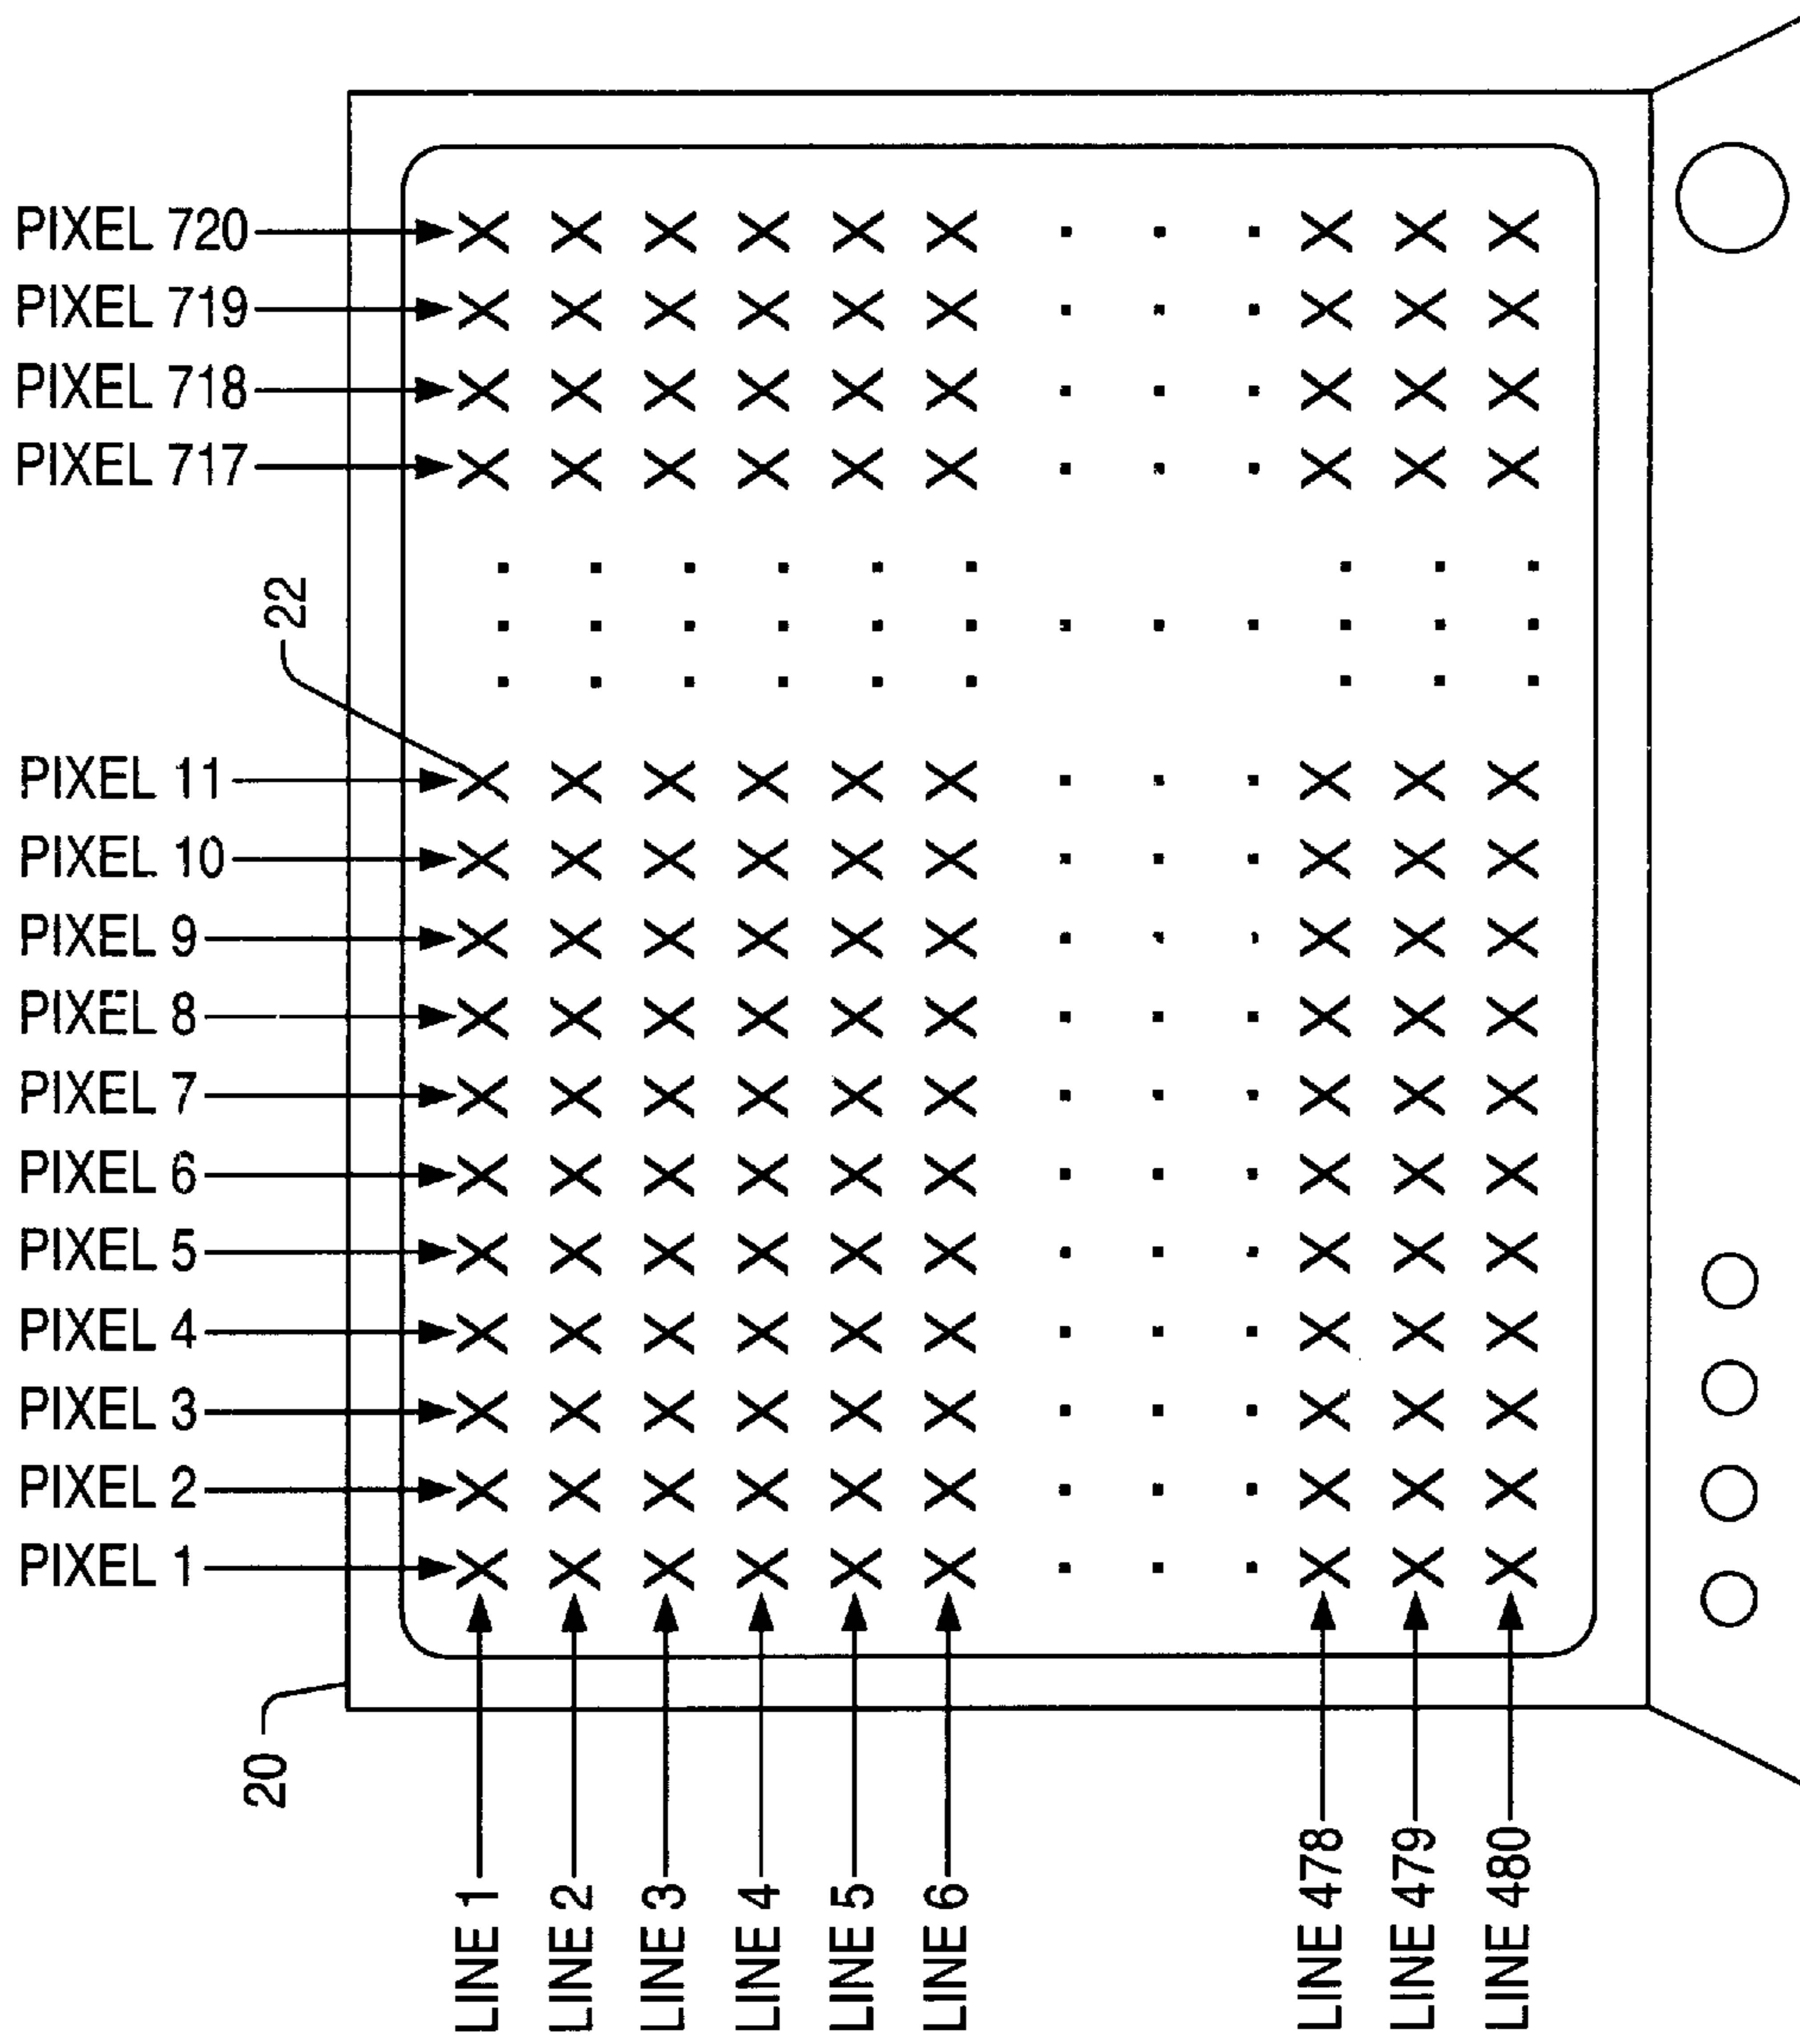 PIXEL 720
PIXEL 719
PIXEL 718
PIXEL 717
22
PIXEL 11
PIXEL 10
PIXEL 9
PIXEL 8
PIXEL 7
PIXEL 6
PIXEL 5
PIXEL 4
PIXEL 3
PIXEL 2
PIXEL 1
20
LINE 1
LINE 2
LINE 3
LINE 4
LINE 5
LINE 6
LINE 478
LINE 479
LINE 480